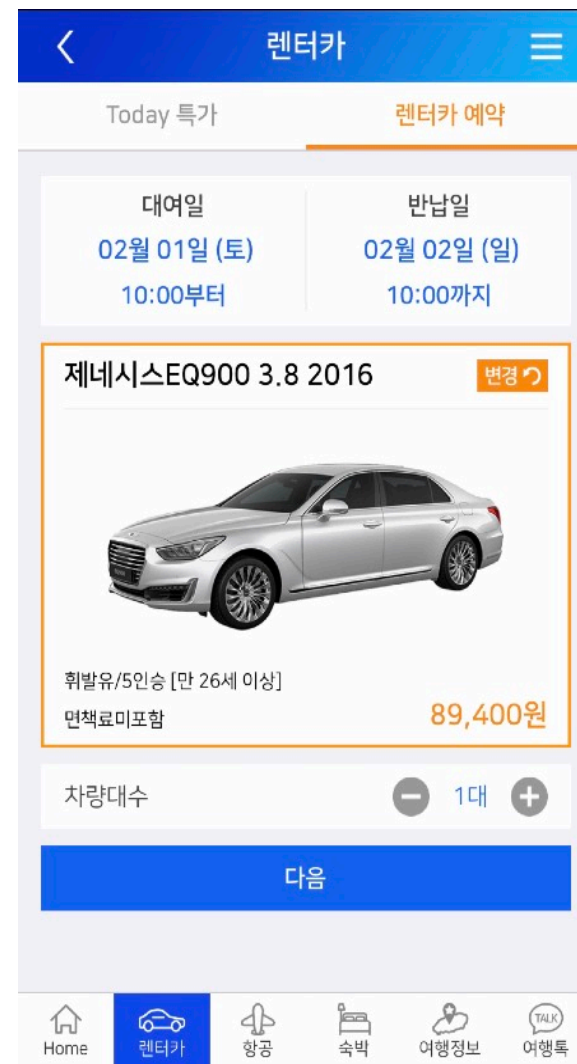 렌터카
Today 특가
렌터카 예약
대여일
반납일
02월 01일 (토)
02월 02일 (일)
10:00부터
10:00까지
제네시스EQ900 3.8 2016
변경
휘발유/5인승 [만 26세 이상]
면책료미포함
89,400원
차량대수
1대
다음
Home
렌터카
항공
숙박
여행정보
TALK
여행톡